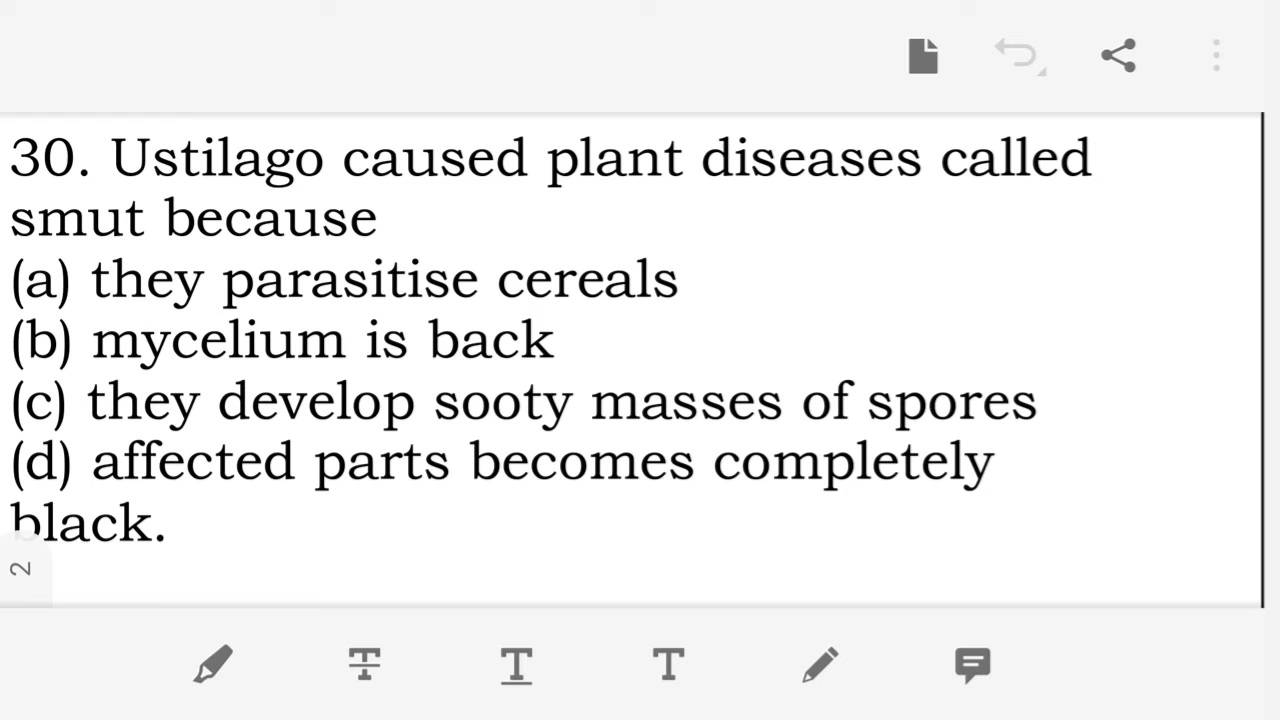 30. Ustilago caused plant diseases called
smut because
(a) they parasitise cereals
(b) mycelium is back
(c) they develop sooty masses of spores
(d) affected parts becomes completely
black.
2